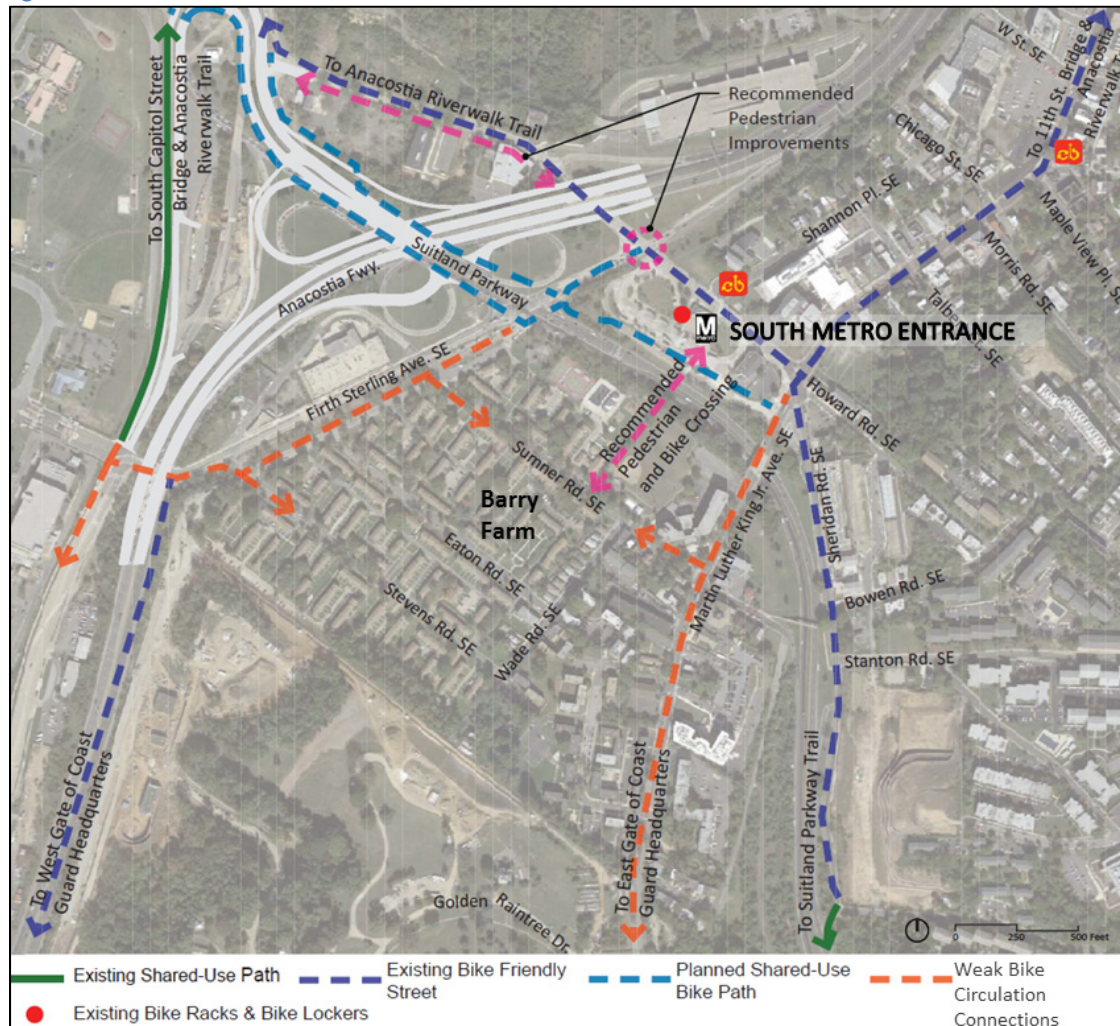 To South Capitol Street
Bridge & Anacostia
Riverwalk Trail
To Anacostia Riverwalk Trail
Recommended
Pedestrian
Improvements
W St. SE
To 11th St. Bridge &
Anacostia
Chicago St. SE
Shannon Pl. SE
Maple View Pl. S
Morris Rd. SE
Suitland Parkway
Anacostia Fwy.
M
SOUTH METRO ENTRANCE
Firth Sterling Ave. SE
Recommended
Pedestrian
and Bike Crossing
Howard Rd. SE
Sumner Rd. SE
Barry
Farm
Martin Luther King Jr. Ave. SE
Sheridan Rd. SE
Eaton Rd. SE
Stevens Rd. SE
Wade Rd. SE
Bowen Rd. SE
Stanton Rd. SE
To West Gate of Coast
Guard Headquarters
To East Gate of Coast
Guard Headquarters
To Suitland Parkway Trail
Golden Raintree Dr.
0 250 500 Feet
Existing Shared-Use Path
Existing Bike Friendly
Street
Planned Shared-Use
Bike Path
Weak Bike
Circulation
Connections
Existing Bike Racks & Bike Lockers